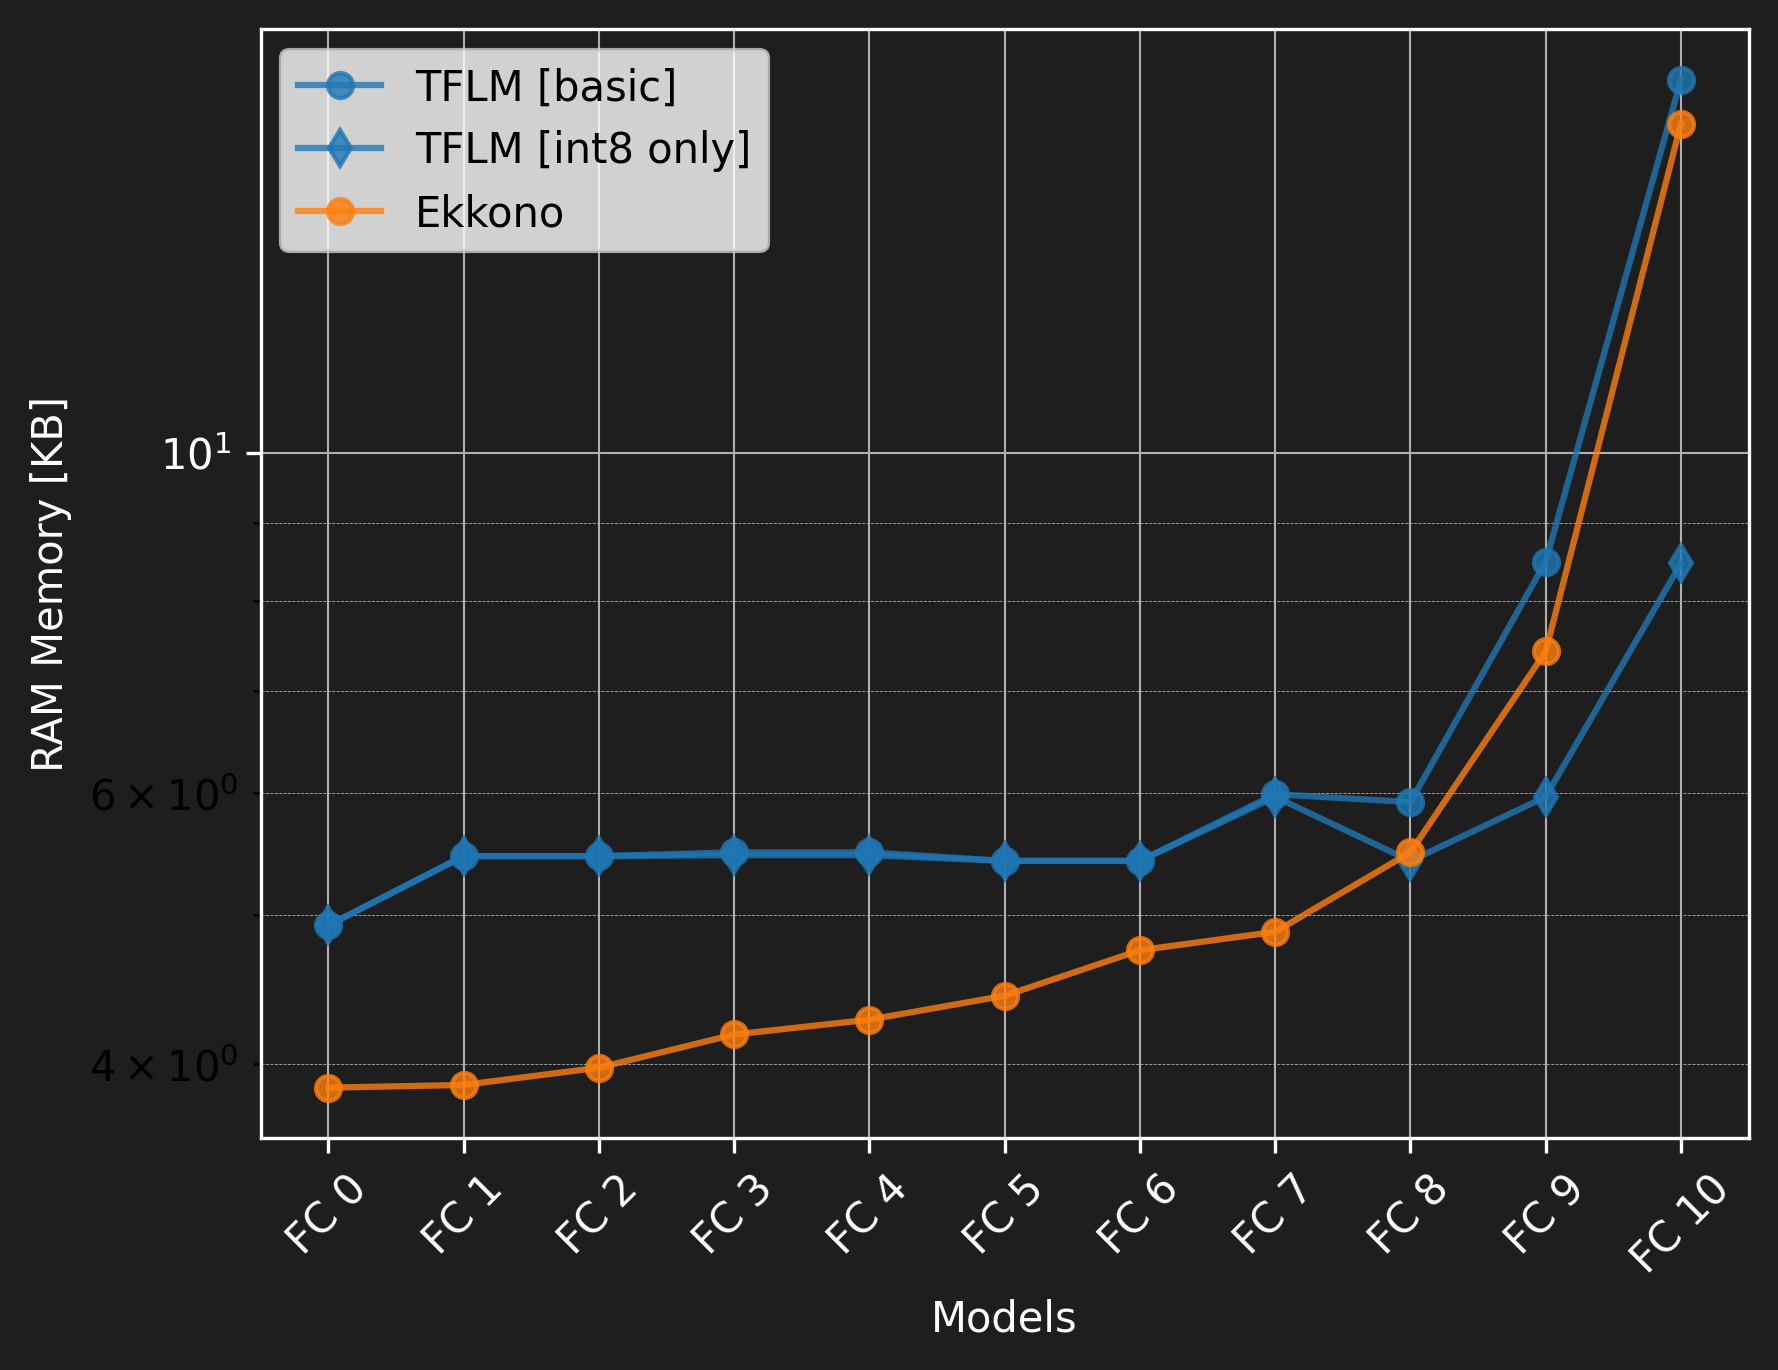 TFLM [basic]
TFLM [int8 only]
Ekkono
RAM Memory [KB]
10¹
6 × 10⁰
4 × 10⁰
FC 0
FC 1
FC 2
FC 3
FC 4
FC 5
FC 6
FC 7
FC 8
FC 9
FC 10
Models